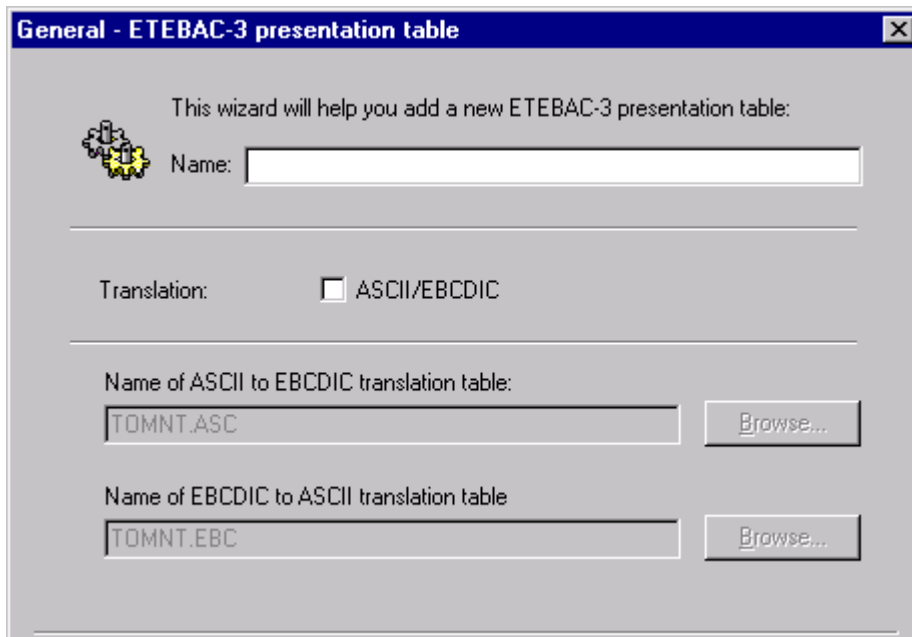 General - ETEBAC-3 presentation table
This wizard will help you add a new ETEBAC-3 presentation table:
Name:
Translation: ASCII/EBCDIC
Name of ASCII to EBCDIC translation table:
TOMNT.ASC Browse...
Name of EBCDIC to ASCII translation table
TOMNT.EBC Browse...